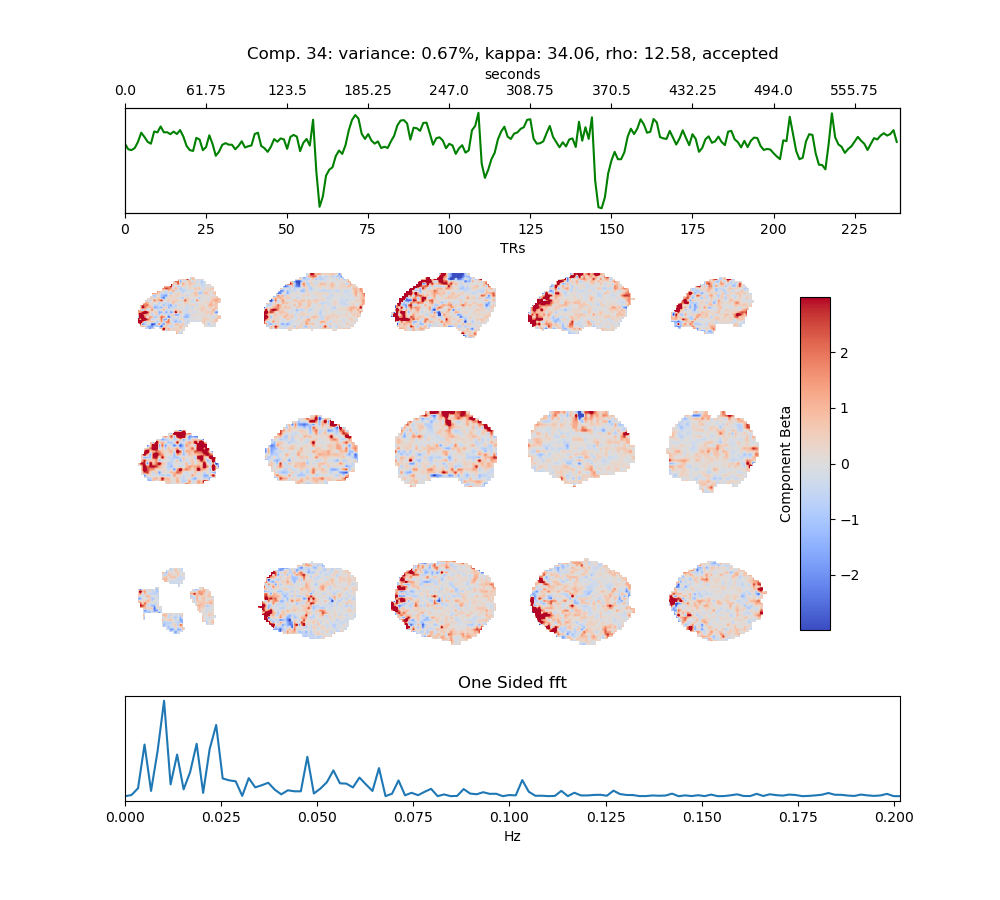 Comp. 34: variance: 0.67%, kappa: 34.06, rho: 12.58, accepted
seconds
0.0 61.75 123.5 185.25 247.0 308.75 370.5 432.25 494.0 555.75
0 25 50 75 100 125 150 175 200 225
TRs
2
1
0
−1
−2
Component Beta
One Sided fft
0.000 0.025 0.050 0.075 0.100 0.125 0.150 0.175 0.200
Hz